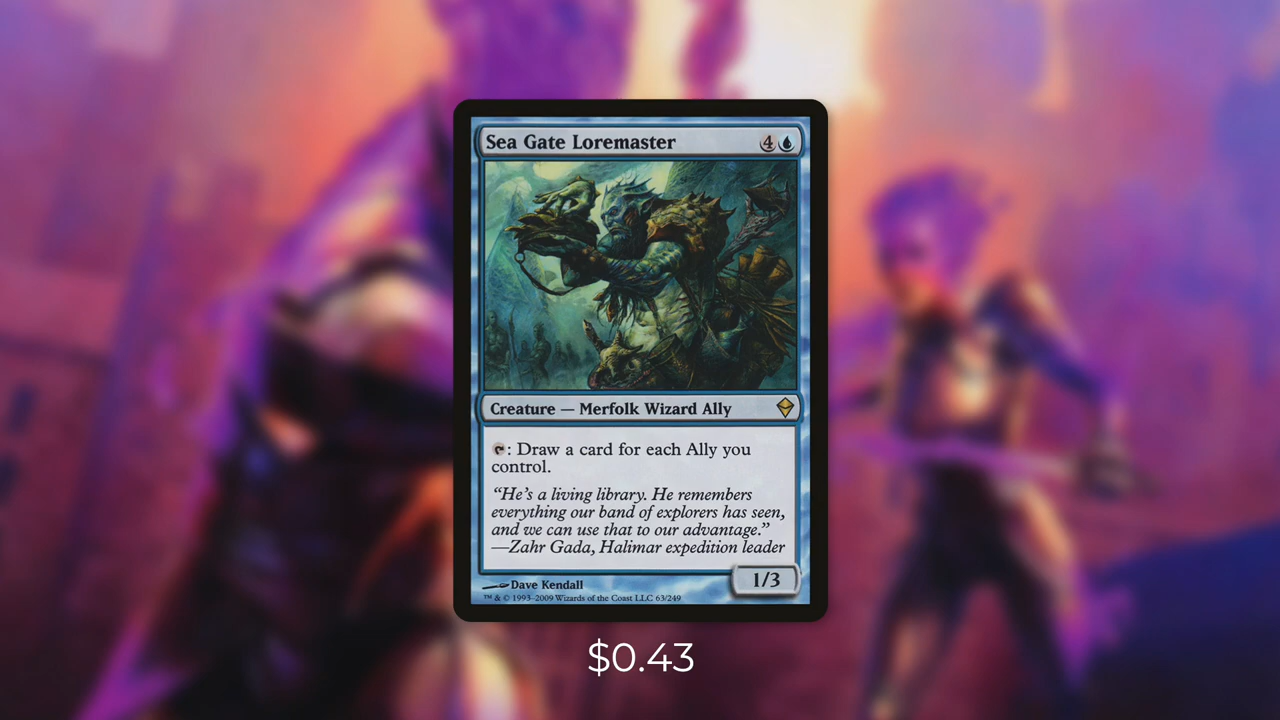 Sea Gate Loremaster 4
Creature — Merfolk Wizard Ally
: Draw a card for each Ally you
control.
“He’s a living library. He remembers
everything our band of explorers has seen,
and we can use that to our advantage.”
—Zahr Gada, Halimar expedition leader
1/3
Dave Kendall
™ & © 1993–2009 Wizards of the Coast LLC 63/249
$0.43